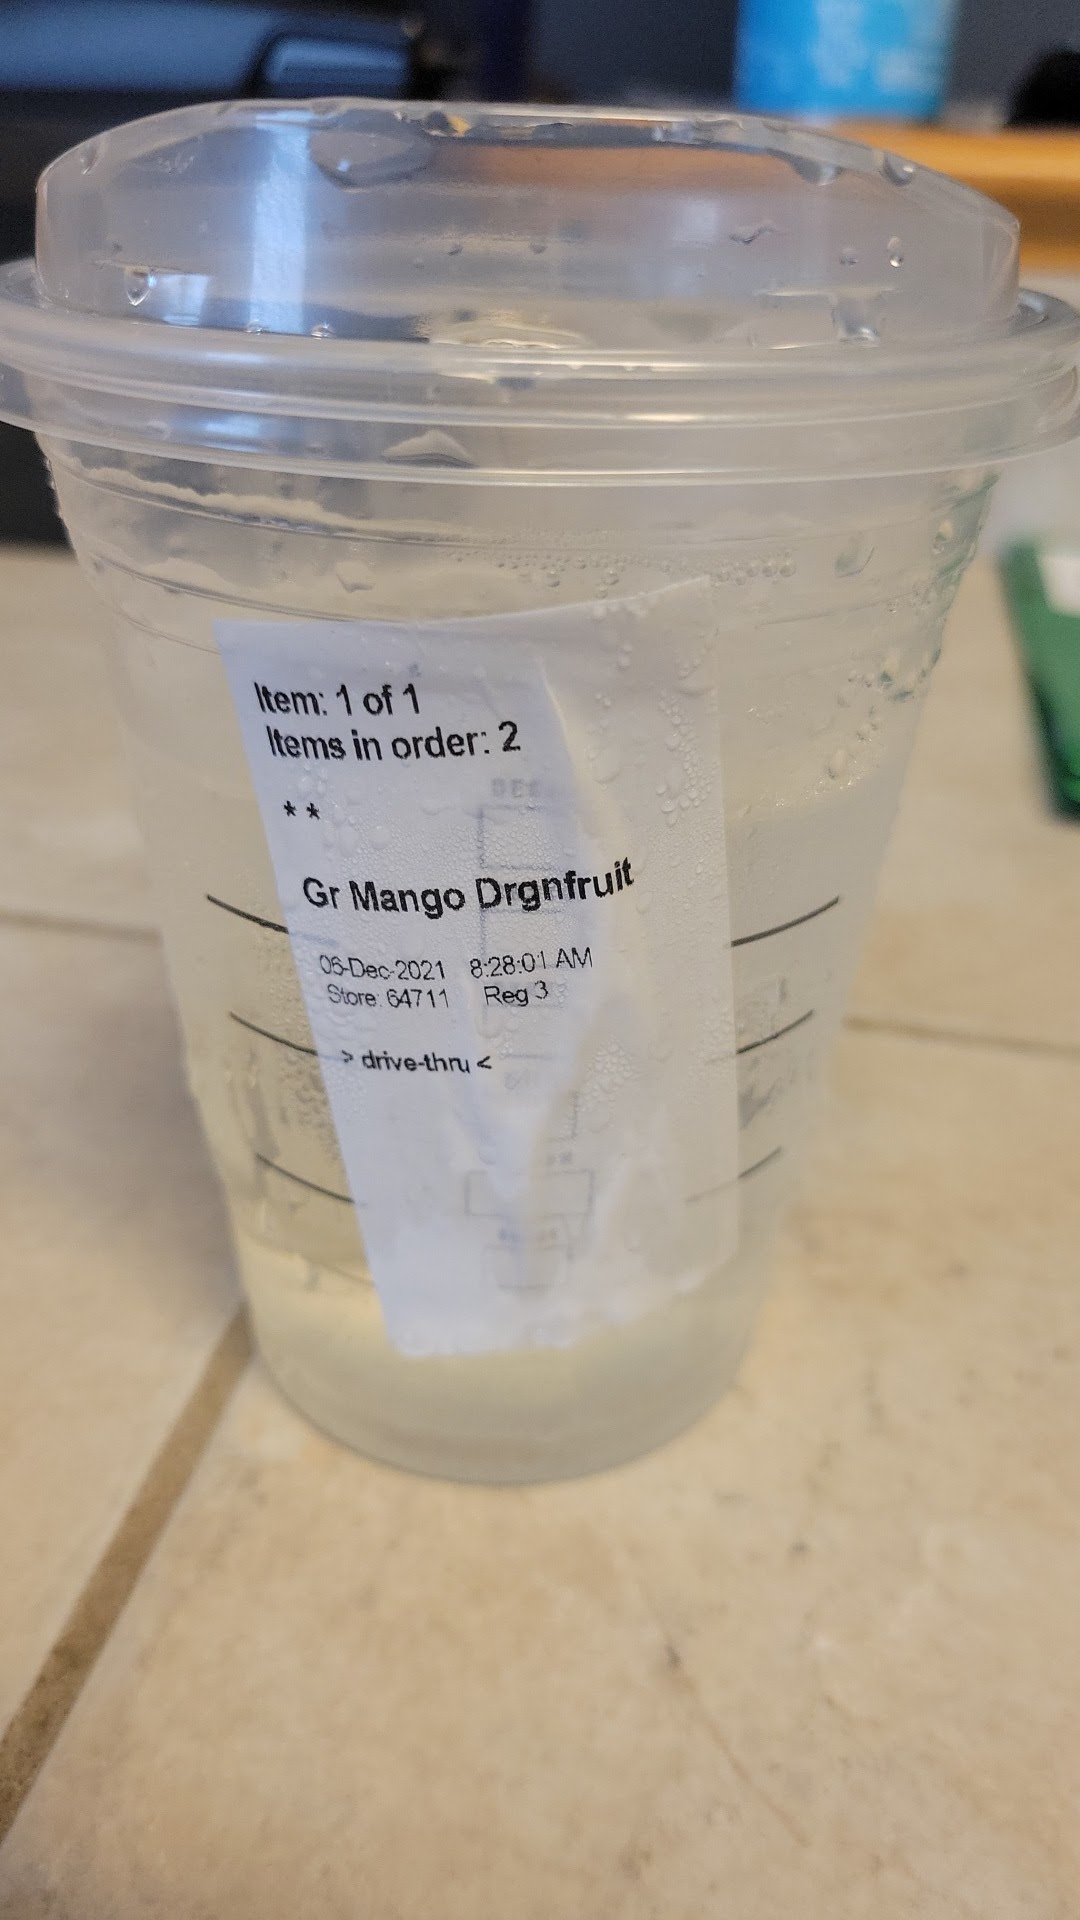 Item: 1 of 1
Items in order: 2
**
Gr Mango Drgnfruit
06-Dec-2021 8:28:01 AM
Store: 64711 Reg 3
> drive-thru <